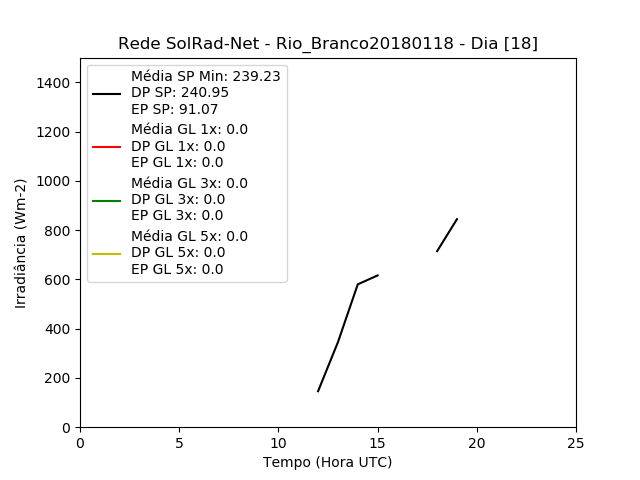 Rede SolRad-Net - Rio_Branco20180118 - Dia [18]
Média SP Min: 239.23
DP SP: 240.95
EP SP: 91.07
Média GL 1x: 0.0
DP GL 1x: 0.0
EP GL 1x: 0.0
Média GL 3x: 0.0
DP GL 3x: 0.0
EP GL 3x: 0.0
Média GL 5x: 0.0
DP GL 5x: 0.0
EP GL 5x: 0.0
Irradiância (Wm-2)
1400
1200
1000
800
600
400
200
0
0 5 10 15 20 25
Tempo (Hora UTC)